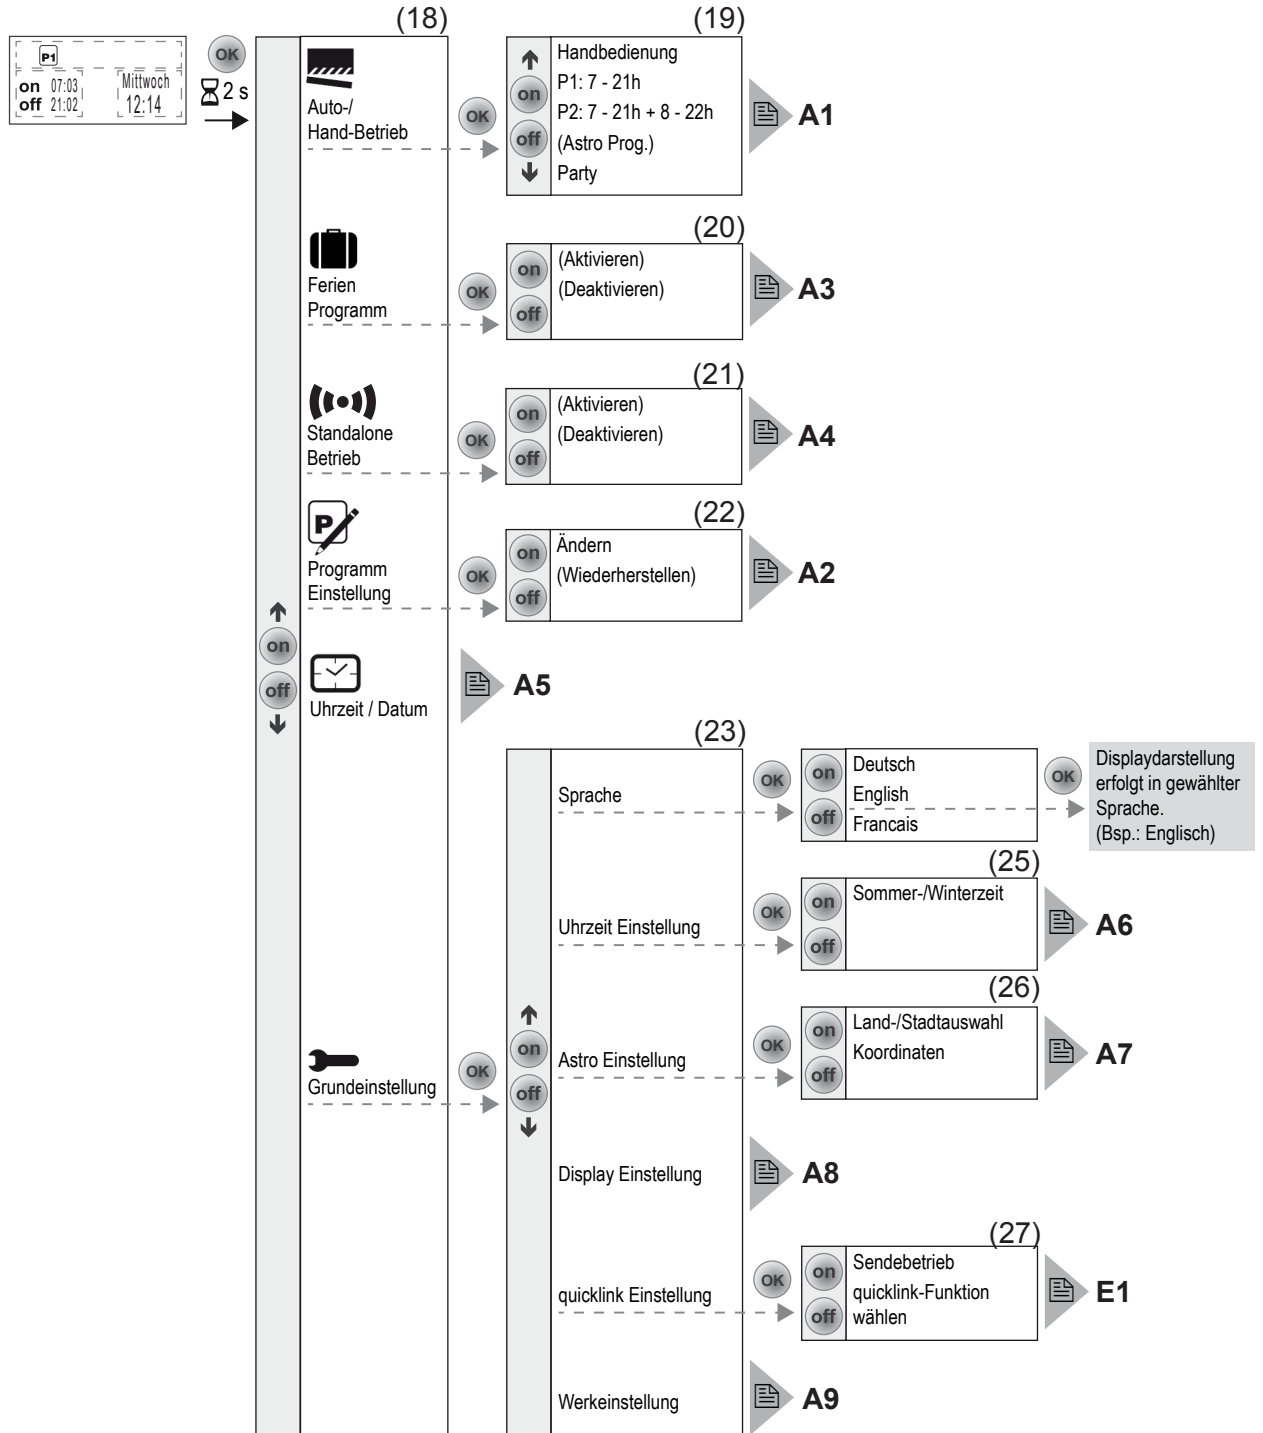 (18)
(19)
P1
on 07:03
off 21:02
Mittwoch
12:14
OK
2 s
Auto-/
Hand-Betrieb
OK
on
off
Handbedienung
P1: 7 - 21h
P2: 7 - 21h + 8 - 22h
(Astro Prog.)
Party
A1
(20)
Ferien
Programm
OK
on
off
(Aktivieren)
(Deaktivieren)
A3
(21)
Standalone
Betrieb
OK
on
off
(Aktivieren)
(Deaktivieren)
A4
(22)
P
Programm
Einstellung
OK
on
off
Ändern
(Wiederherstellen)
A2
on
off
Uhrzeit / Datum
A5
(23)
Sprache
OK
on
off
Deutsch
English
Francais
OK
Displaydarstellung
erfolgt in gewählter
Sprache.
(Bsp.: Englisch)
(25)
Uhrzeit Einstellung
OK
on
off
Sommer-/Winterzeit
A6
(26)
Grundeinstellung
OK
on
off
Astro Einstellung
OK
on
off
Land-/Stadtauswahl
Koordinaten
A7
Display Einstellung
A8
(27)
quicklink Einstellung
OK
on
off
Sendebetrieb
quicklink-Funktion
wählen
E1
Werkeinstellung
A9